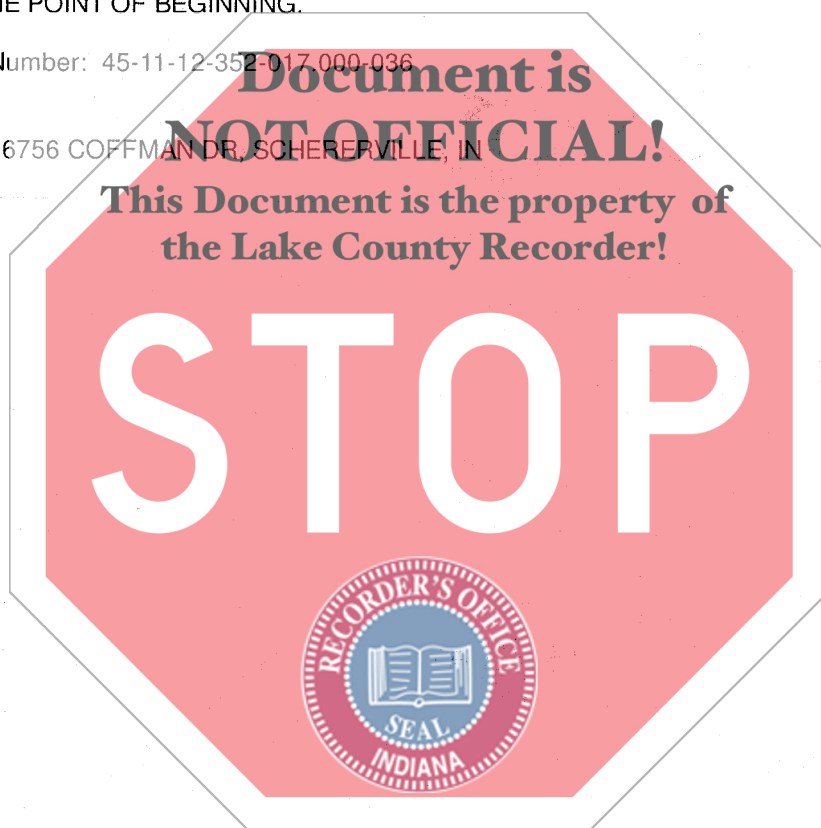 THE POINT OF BEGINNING.
Number: 45-11-12-352-017.000-036
Document is
6756 COFFMAN DR, SCHERERVILLE, IN
NOT OFFICIAL!
This Document is the property of
the Lake County Recorder!
STOP
RECORDER'S OFFICE
SEAL
INDIANA